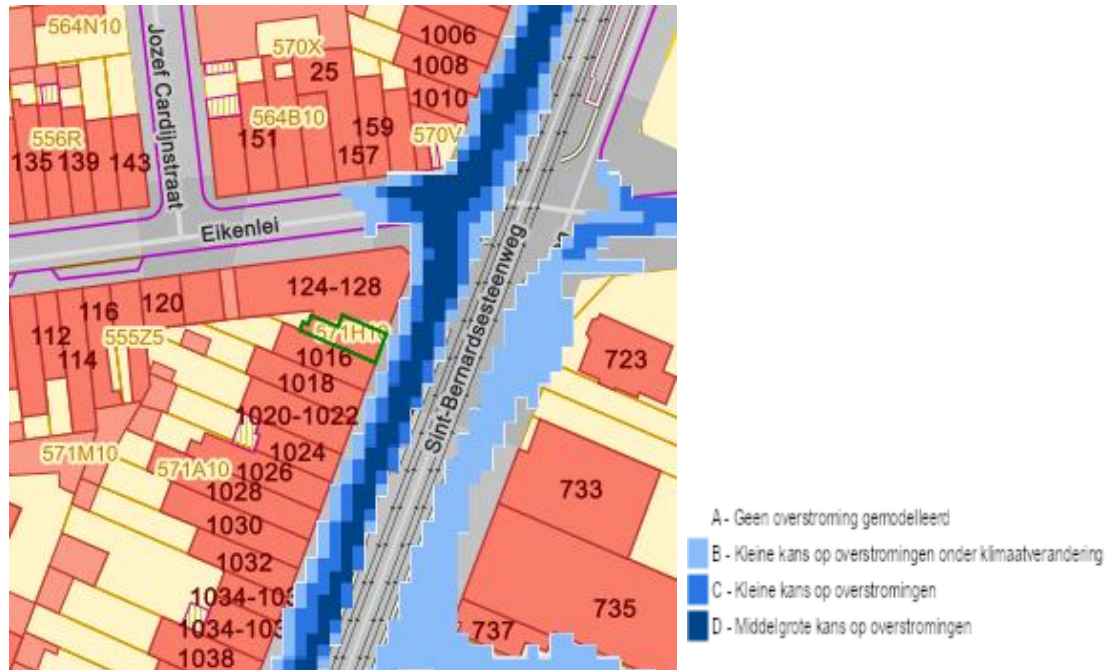 564N10
Jozef Cardijnstraat
570X
25
1006
1008
1010
564B10
151
159
157
570V
556R
135 139 143
Eikenlei
Sint-Bernardsesteenweg
124-128
116 120
112
114
555Z5
571H10
1016
1018
1020-1022
1024
1026
1028
1030
1032
1034-103
1034-103
1038
571M10
571A10
723
733
735
737
A - Geen overstroming gemodelleerd
B - Kleine kans op overstromingen onder klimaatverandering
C - Kleine kans op overstromingen
D - Middelgrote kans op overstromingen